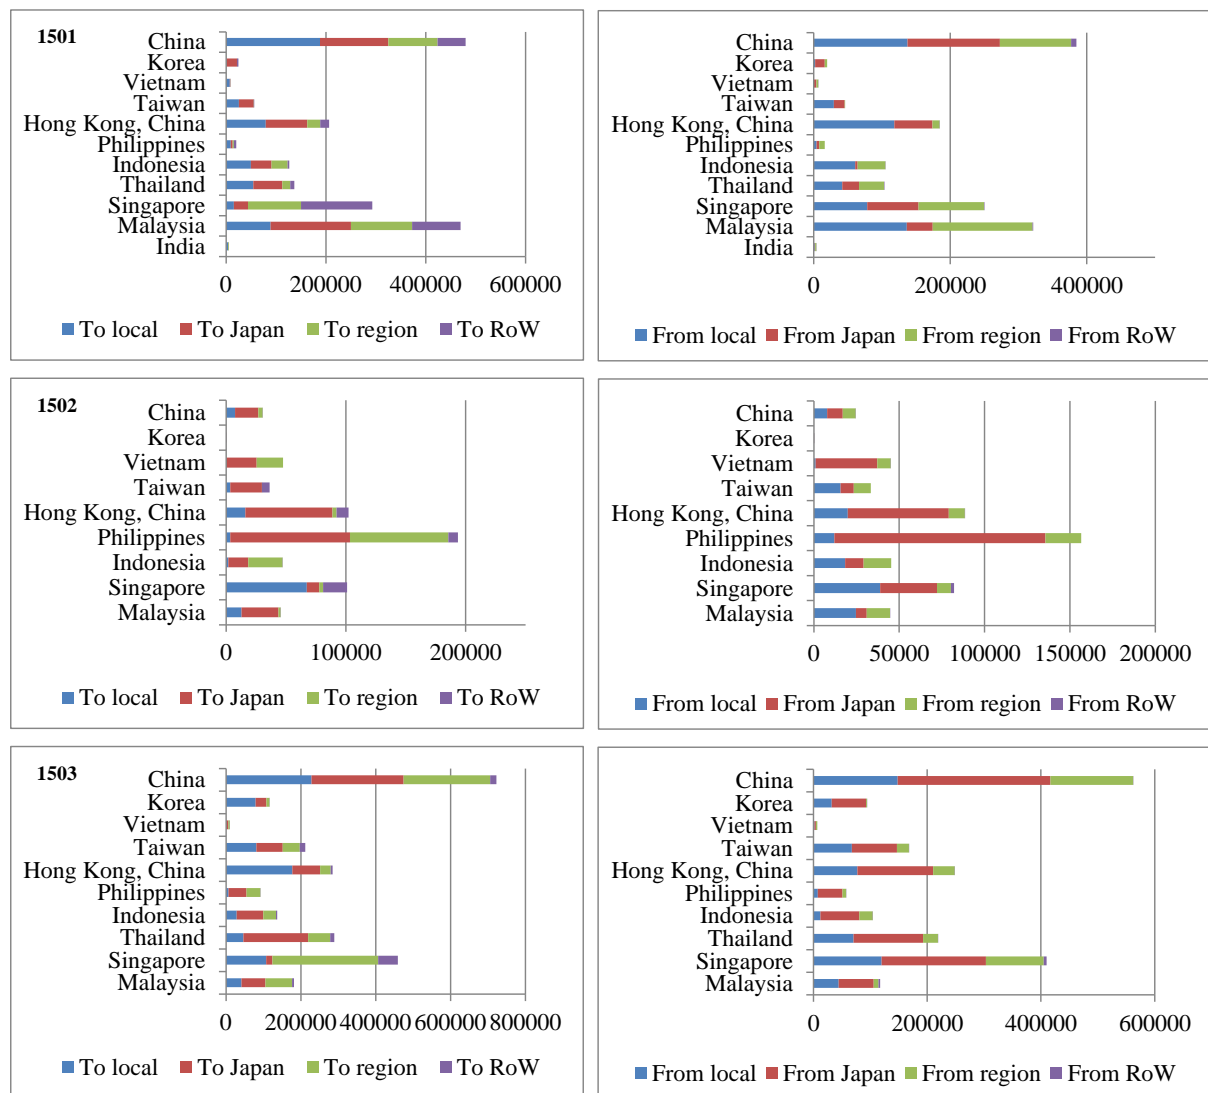 1501
China
Korea
Vietnam
Taiwan
Hong Kong, China
Philippines
Indonesia
Thailand
Singapore
Malaysia
India
0 200000 400000 600000
To local To Japan To region To RoW
China
Korea
Vietnam
Taiwan
Hong Kong, China
Philippines
Indonesia
Thailand
Singapore
Malaysia
India
0 200000 400000
From local From Japan From region From RoW
1502
China
Korea
Vietnam
Taiwan
Hong Kong, China
Philippines
Indonesia
Singapore
Malaysia
0 100000 200000
To local To Japan To region To RoW
China
Korea
Vietnam
Taiwan
Hong Kong, China
Philippines
Indonesia
Singapore
Malaysia
0 50000 100000 150000 200000
From local From Japan From region From RoW
1503
China
Korea
Vietnam
Taiwan
Hong Kong, China
Philippines
Indonesia
Thailand
Singapore
Malaysia
0 200000 400000 600000 800000
To local To Japan To region To RoW
China
Korea
Vietnam
Taiwan
Hong Kong, China
Philippines
Indonesia
Thailand
Singapore
Malaysia
0 200000 400000 600000
From local From Japan From region From RoW